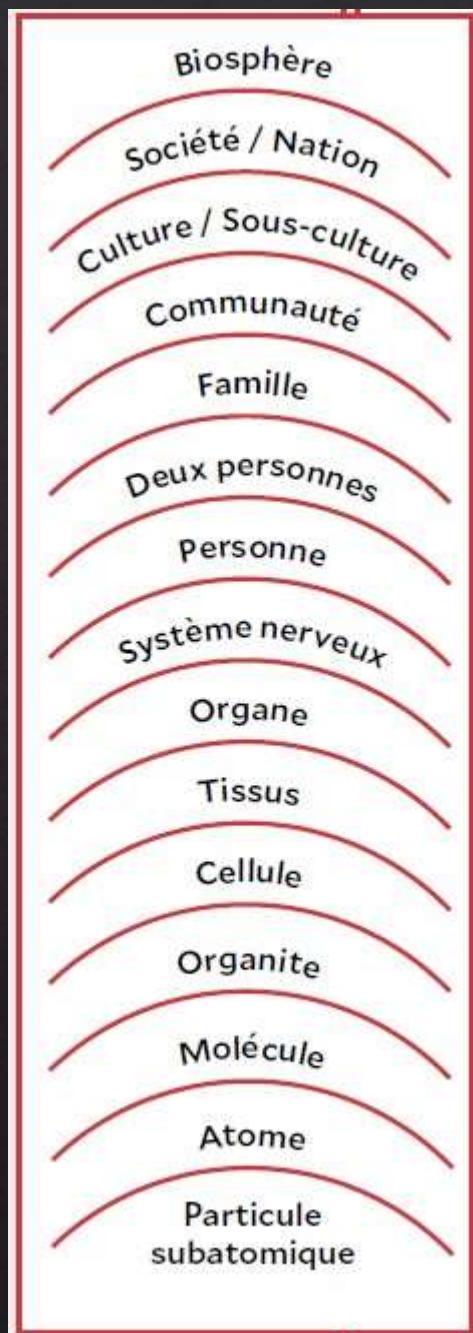 Biosphère
Société / Nation
Culture / Sous-culture
Communauté
Famille
Deux personnes
Personne
Système nerveux
Organe
Tissus
Cellule
Organite
Molécule
Atome
Particule
subatomique